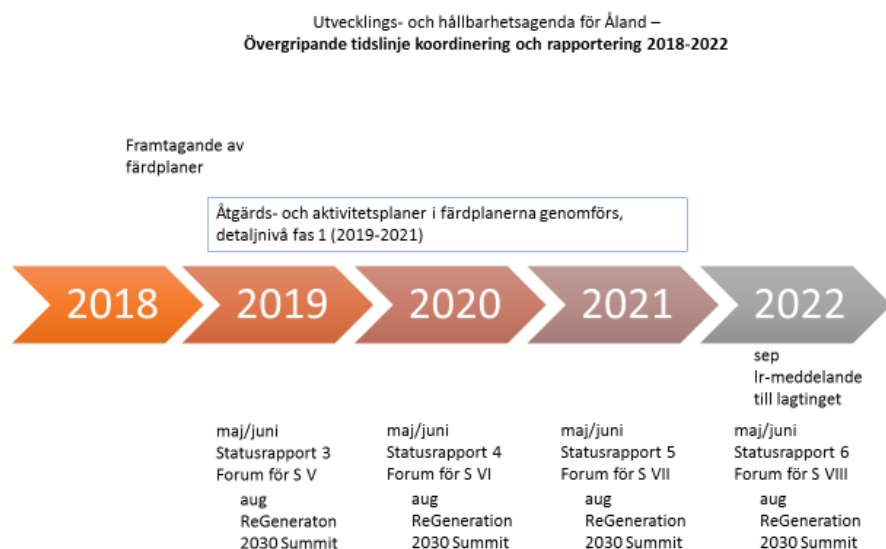 Utvecklings- och hållbarhetsagenda för Åland –
Övergripande tidslinje koordinering och rapportering 2018-2022
Framtagande av
färdplaner
Åtgärds- och aktivitetsplaner i färdplanerna genomförs,
detaljnivå fas 1 (2019-2021)
2018
2019
2020
2021
2022
sep
lr-meddelande
till lagtinget
maj/juni
Statusrapport 3
Forum för S V
aug
ReGeneraton
2030 Summit
maj/juni
Statusrapport 4
Forum för S VI
aug
ReGeneration
2030 Summit
maj/juni
Statusrapport 5
Forum för S VII
aug
ReGeneration
2030 Summit
maj/juni
Statusrapport 6
Forum för S VIII
aug
ReGeneration
2030 Summit